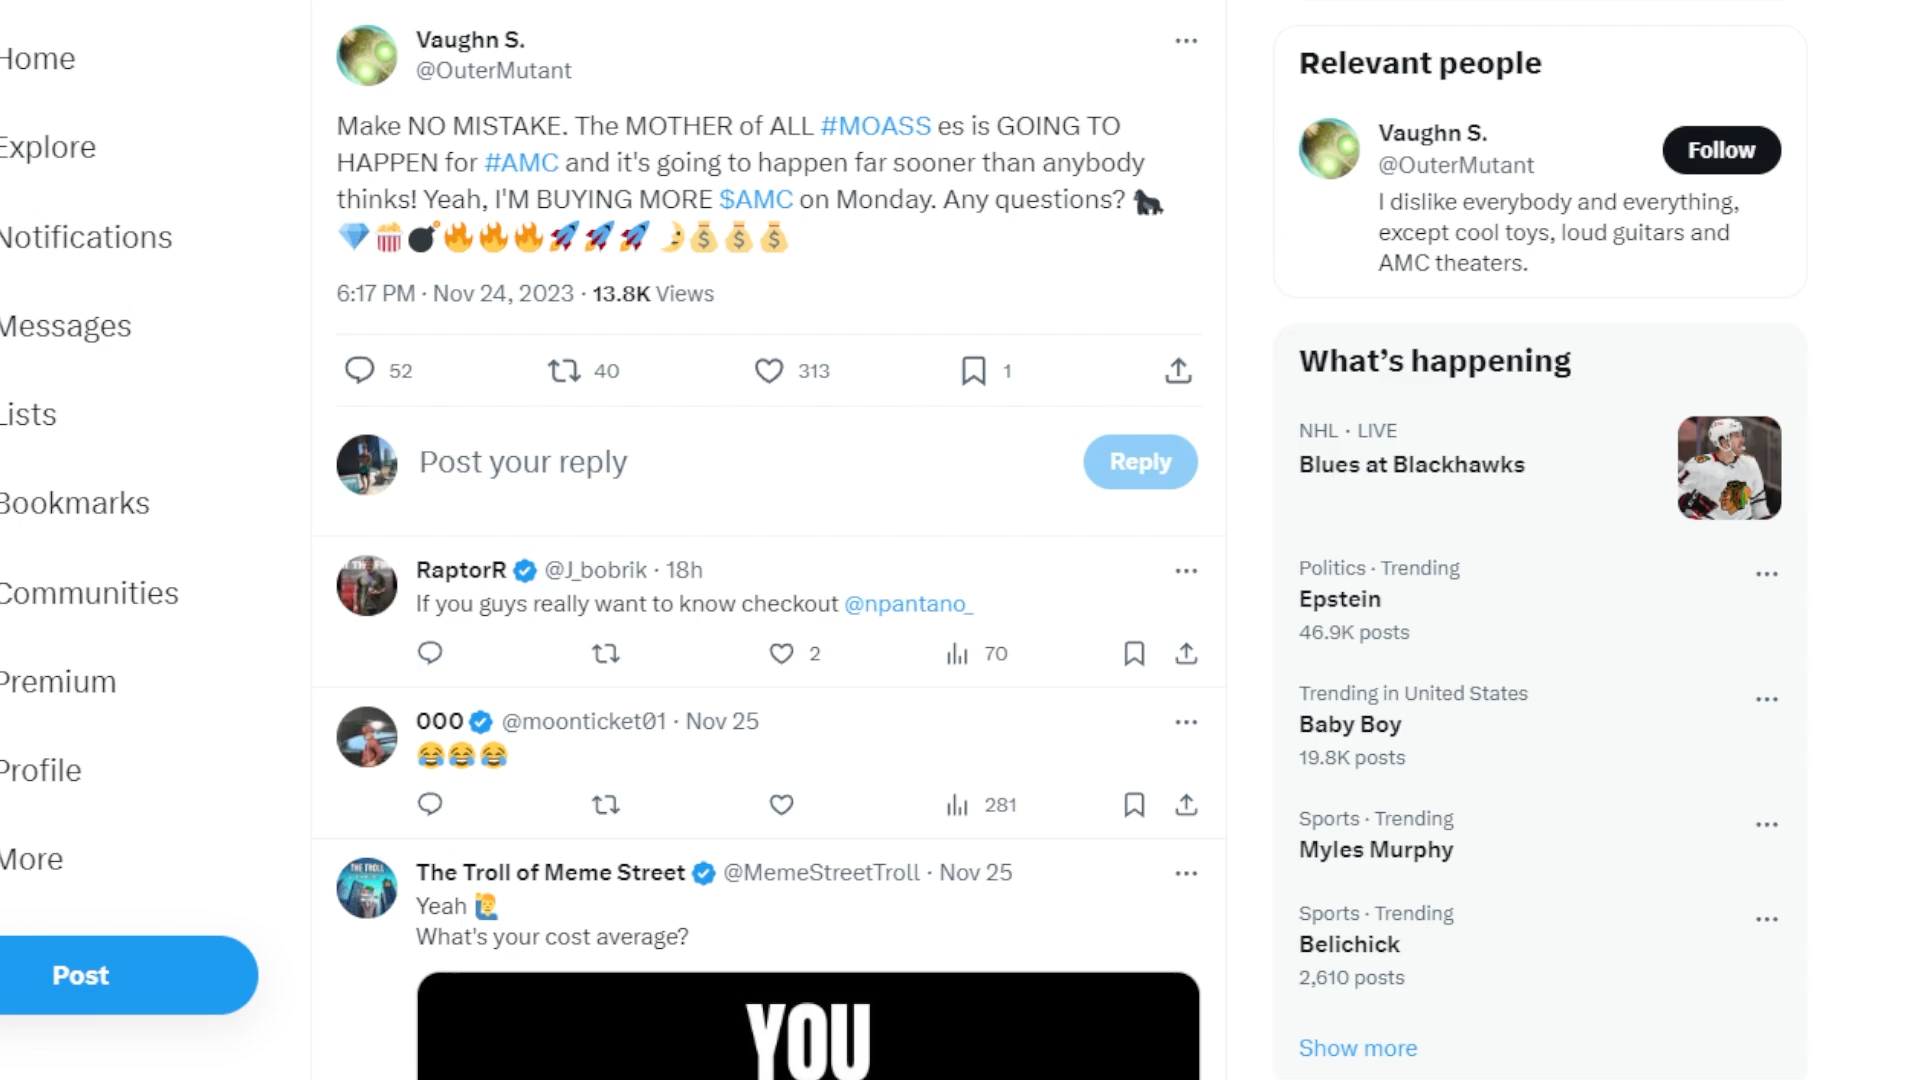 Home
Explore
Notifications
Messages
Lists
Bookmarks
Communities
Premium
Profile
More
Post
Vaughn S.
@OuterMutant
Make NO MISTAKE. The MOTHER of ALL #MOASS es is GOING TO
HAPPEN for #AMC and it's going to happen far sooner than anybody
thinks! Yeah, I'M BUYING MORE $AMC on Monday. Any questions? 🦍
💎🍿💣🔥🔥🔥🚀🚀🚀🌛💰💰💰
6:17 PM · Nov 24, 2023 · 13.8K Views
52 40 313 1
Post your reply
Reply
RaptorR @J_bobrik · 18h
If you guys really want to know checkout @npantano_
2 70
000 @moonticket01 · Nov 25
😂😂😂
281
The Troll of Meme Street @MemeStreetTroll · Nov 25
Yeah 🙋‍♂️
What's your cost average?
THE TROLL
YOU
Relevant people
Vaughn S.
@OuterMutant
Follow
I dislike everybody and everything,
except cool toys, loud guitars and
AMC theaters.
What's happening
NHL · LIVE
Blues at Blackhawks
Politics · Trending
Epstein
46.9K posts
Trending in United States
Baby Boy
19.8K posts
Sports · Trending
Myles Murphy
Sports · Trending
Belichick
2,610 posts
Show more